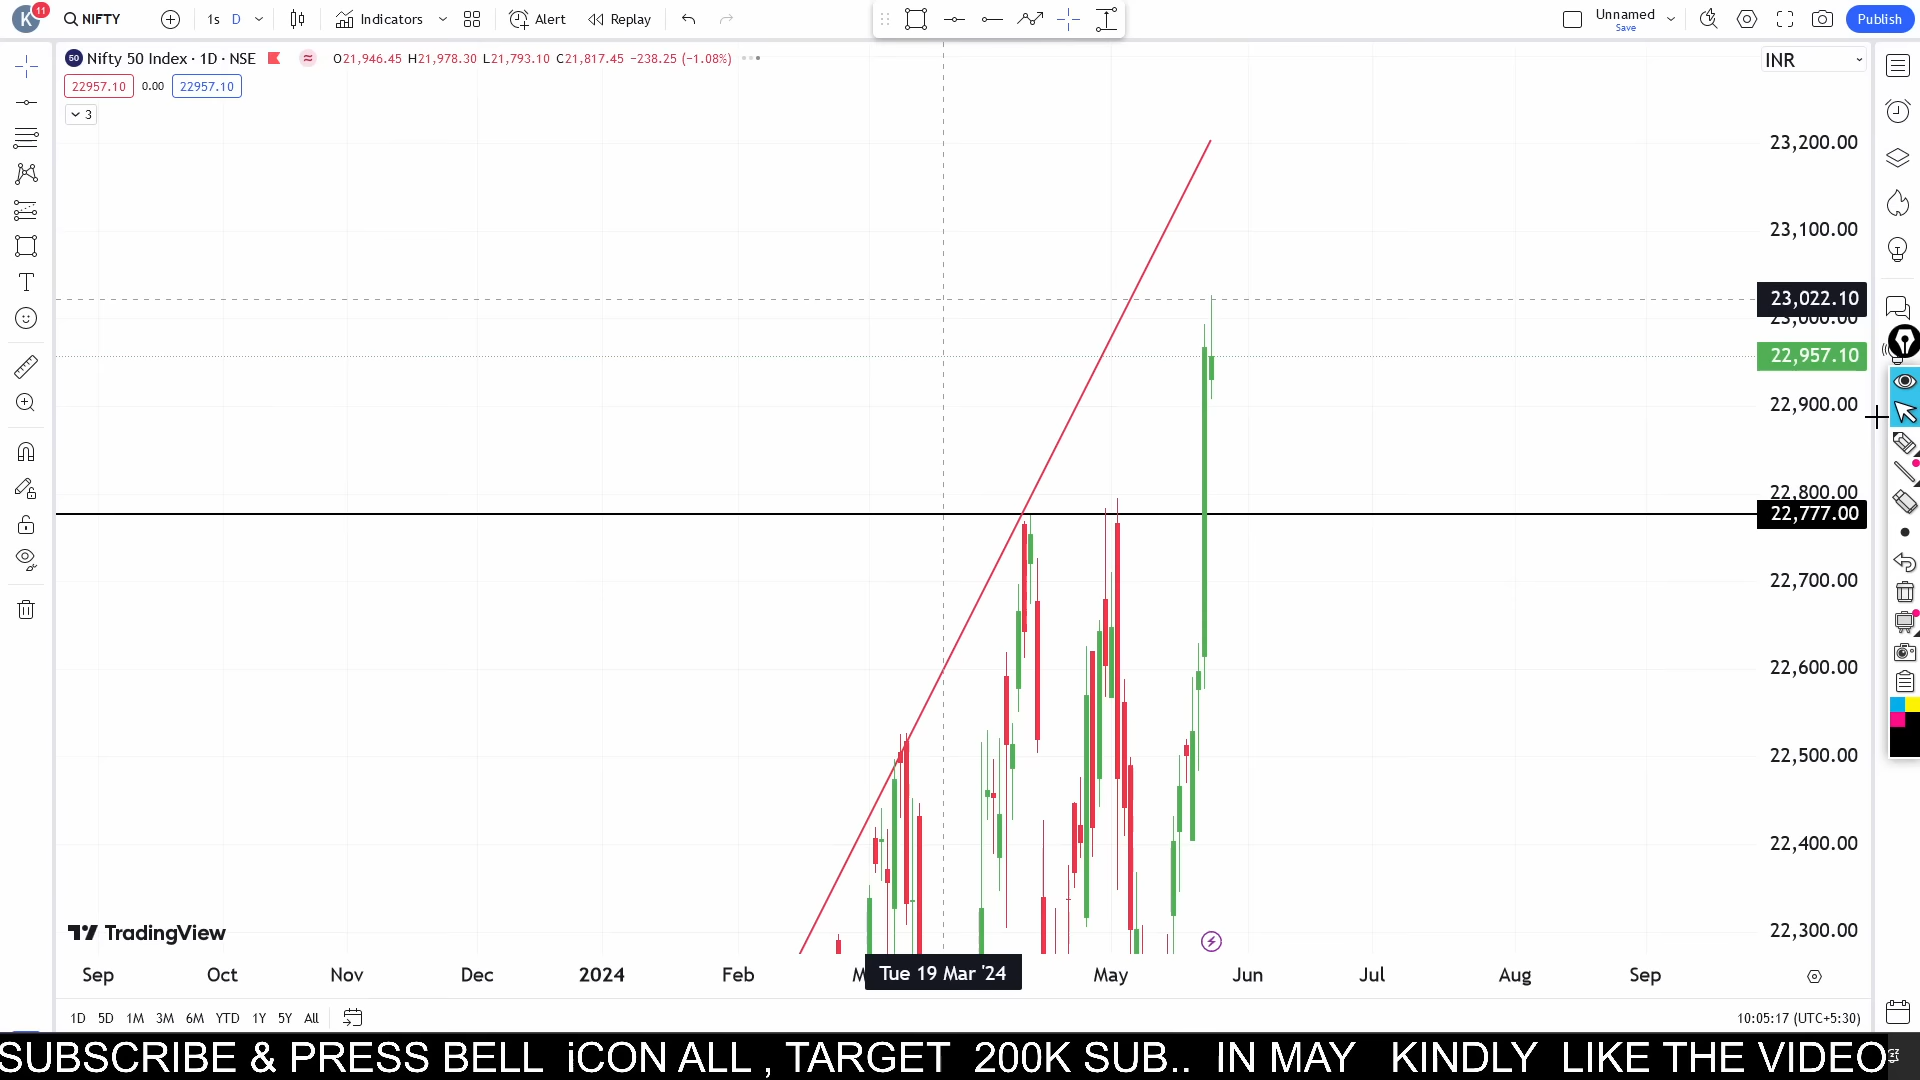 K 11 NIFTY 1s D Indicators Alert Replay Unnamed Save Publish
50 Nifty 50 Index · 1D · NSE O21,946.45 H21,978.30 L21,793.10 C21,817.45 −238.25 (−1.08%) INR
22957.10 0.00 22957.10
3
23,200.00
23,100.00
23,022.10
23,000.00
22,957.10
22,900.00
22,800.00
22,777.00
22,700.00
22,600.00
22,500.00
22,400.00
22,300.00
TradingView
Sep Oct Nov Dec 2024 Feb M Tue 19 Mar '24 May Jun Jul Aug Sep
1D 5D 1M 3M 6M YTD 1Y 5Y All 10:05:17 (UTC+5:30)
SUBSCRIBE & PRESS BELL iCON ALL , TARGET 200K SUB.. IN MAY KINDLY LIKE THE VIDEO